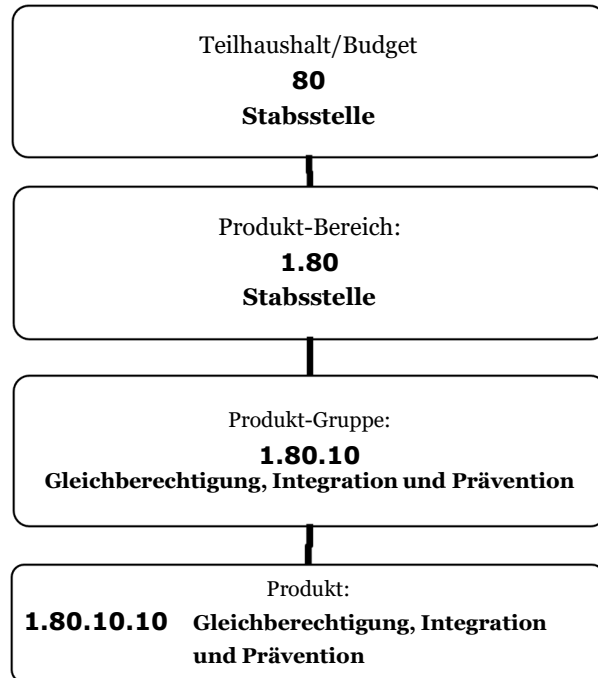 Teilhaushalt/Budget
80
Stabsstelle
Produkt-Bereich:
1.80
Stabsstelle
Produkt-Gruppe:
1.80.10
Gleichberechtigung, Integration und Prävention
Produkt:
1.80.10.10 Gleichberechtigung, Integration
und Prävention